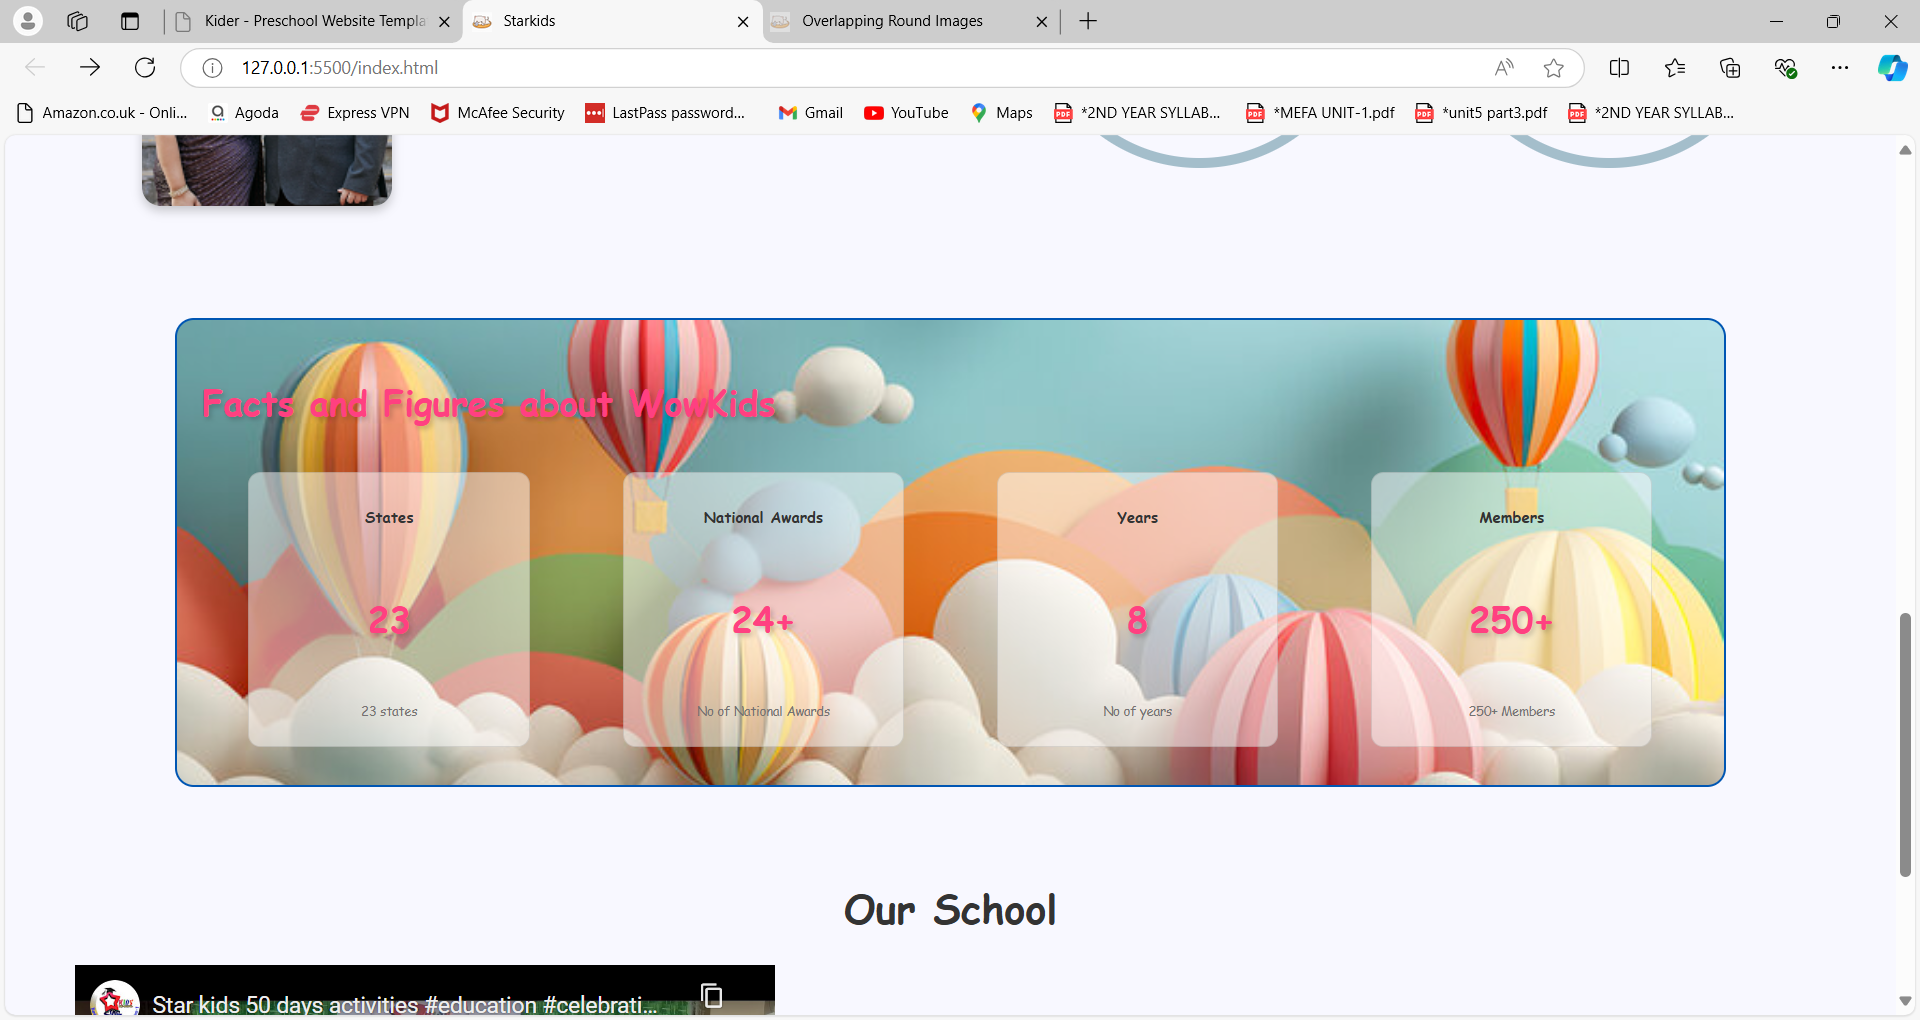 Kider - Preschool Website Templa
Starkids
Overlapping Round Images
127.0.0.1:5500/index.html
Amazon.co.uk - Onli...
Agoda
Express VPN
McAfee Security
LastPass password...
Gmail
YouTube
Maps
*2ND YEAR SYLLAB...
*MEFA UNIT-1.pdf
*unit5 part3.pdf
*2ND YEAR SYLLAB...
Facts and Figures about WowKids
States
National Awards
Years
Members
23
24+
8
250+
23 states
No of National Awards
No of years
250+ Members
Our School
Star kids 50 days activities #education #celebrati...